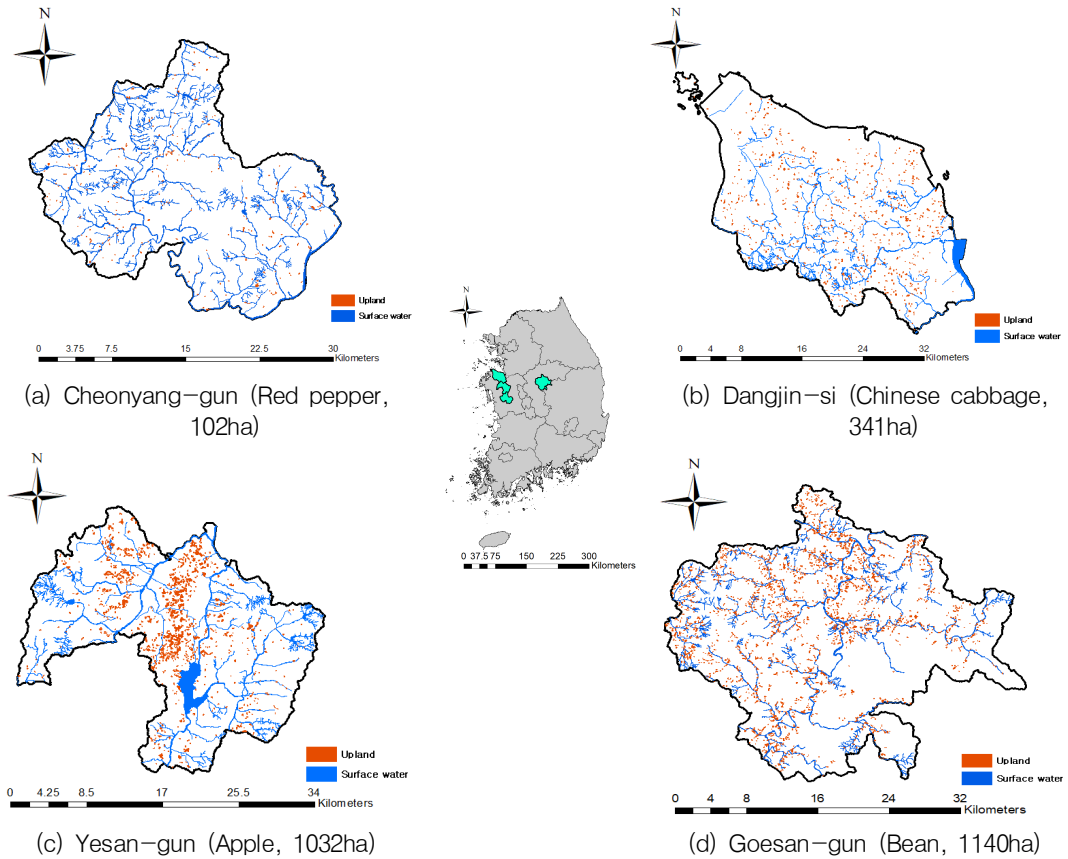 N
Upland
Surface water
0 3.75 7.5 15 22.5 30
Kilometers
(a) Cheonyang-gun (Red pepper,
102ha)
N
Upland
Surface water
0 4 8 16 24 32
Kilometers
(b) Dangjin-si (Chinese cabbage,
341ha)
N
0 37.5 75 150 225 300
Kilometers
N
Upland
Surface water
0 4.25 8.5 17 25.5 34
Kilometers
(c) Yesan-gun (Apple, 1032ha)
N
Upland
Surface water
0 4 8 16 24 32
Kilometers
(d) Goesan-gun (Bean, 1140ha)